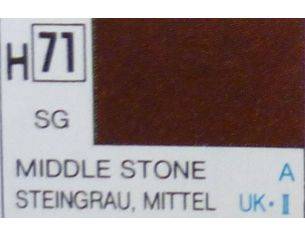 H 71
SG
MIDDLE STONE A
STEINGRAU, MITTEL UK·II